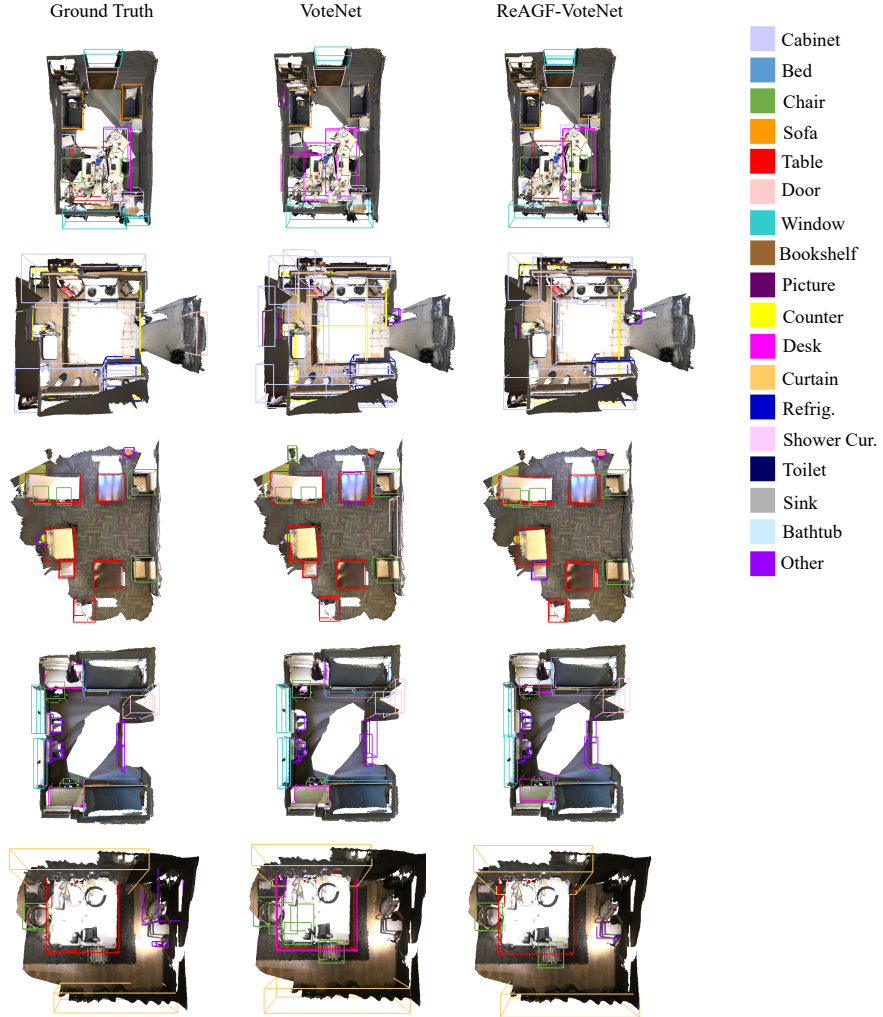 Ground Truth
VoteNet
ReAGF-VoteNet
Cabinet
Bed
Chair
Sofa
Table
Door
Window
Bookshelf
Picture
Counter
Desk
Curtain
Refrig.
Shower Cur.
Toilet
Sink
Bathtub
Other